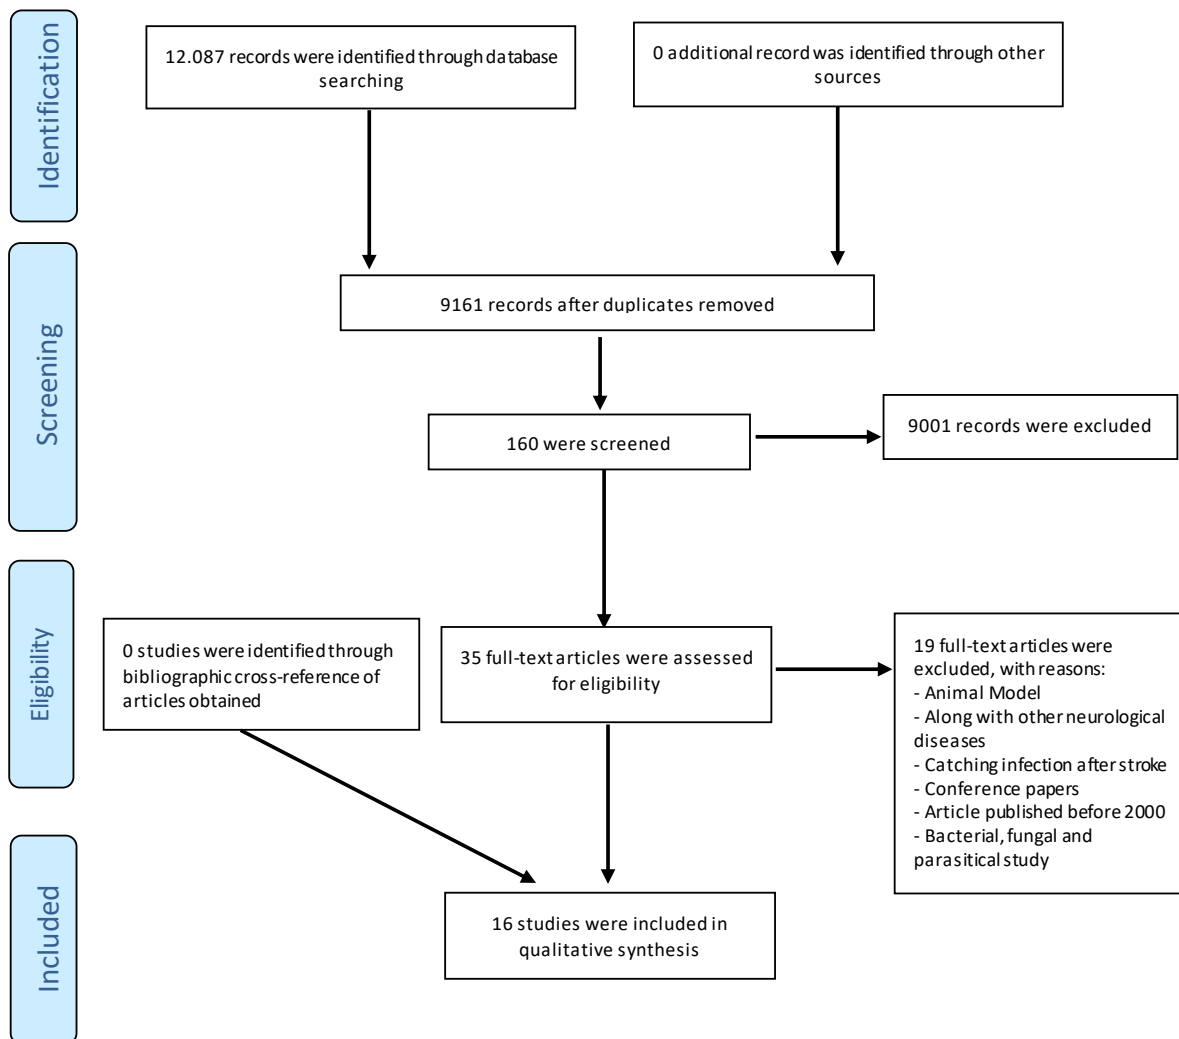 Identification
12.087 records were identified through database
searching
0 additional record was identified through other
sources
Screening
9161 records after duplicates removed
160 were screened
9001 records were excluded
Eligibility
0 studies were identified through
bibliographic cross-reference of
articles obtained
35 full-text articles were assessed
for eligibility
19 full-text articles were
excluded, with reasons:
- Animal Model
- Along with other neurological
diseases
- Catching infection after stroke
- Conference papers
- Article published before 2000
- Bacterial, fungal and
parasitical study
Included
16 studies were included in
qualitative synthesis